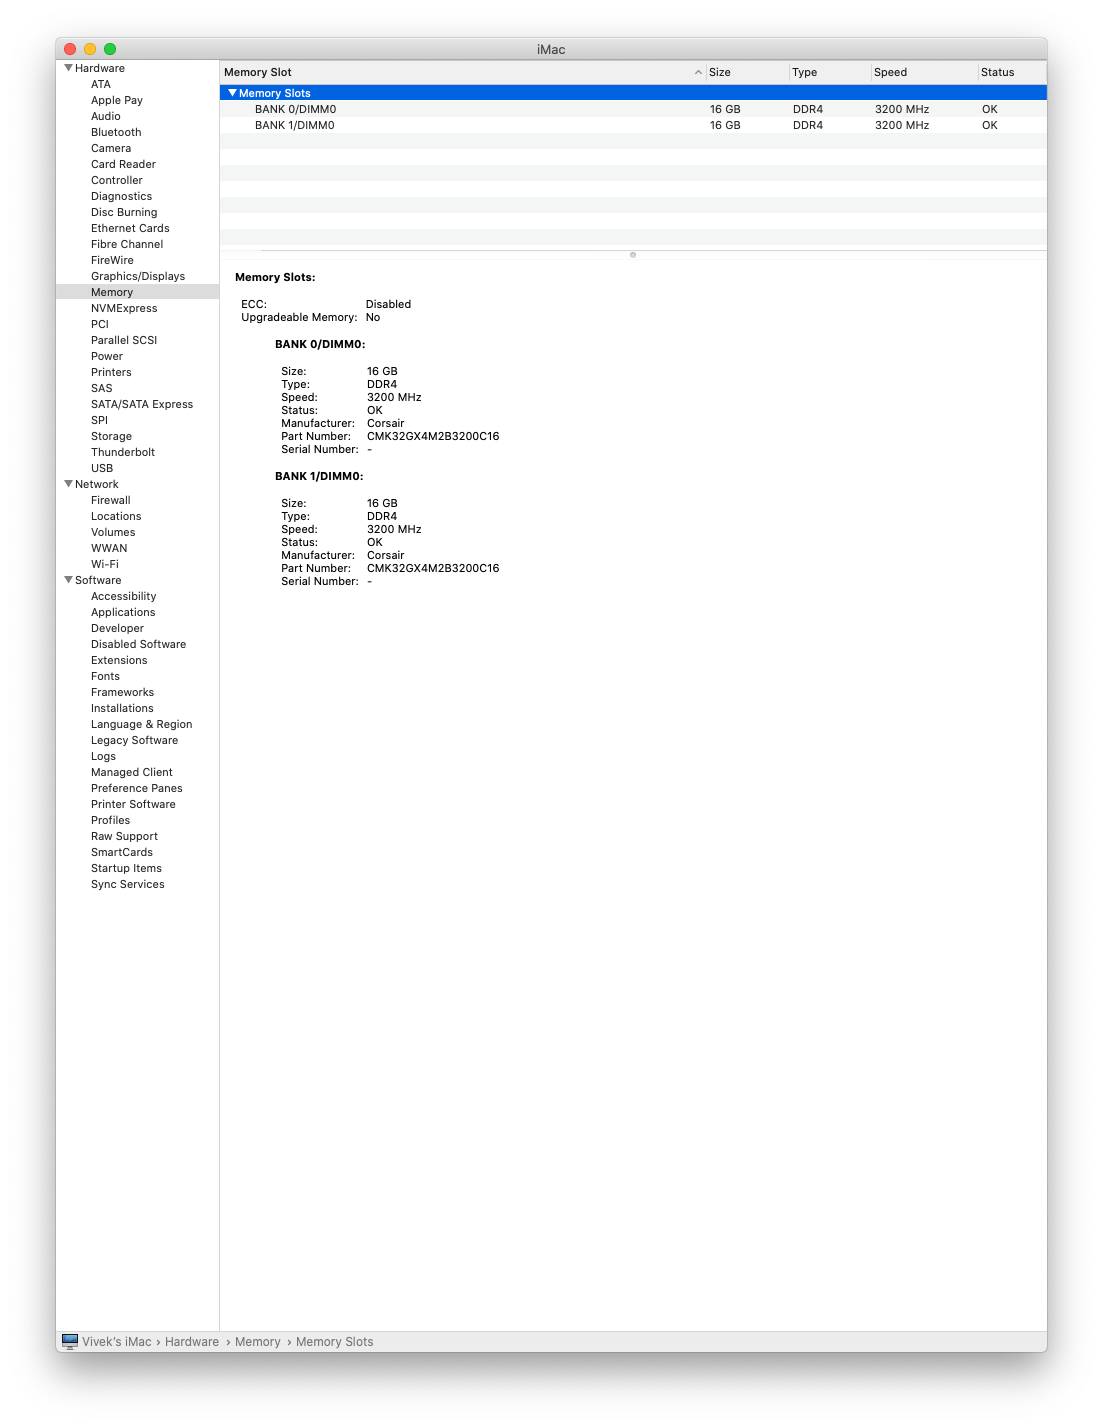 iMac
Hardware
ATA
Apple Pay
Audio
Bluetooth
Camera
Card Reader
Controller
Diagnostics
Disc Burning
Ethernet Cards
Fibre Channel
FireWire
Graphics/Displays
Memory
NVMExpress
PCI
Parallel SCSI
Power
Printers
SAS
SATA/SATA Express
SPI
Storage
Thunderbolt
USB
Network
Firewall
Locations
Volumes
WWAN
Wi-Fi
Software
Accessibility
Applications
Developer
Disabled Software
Extensions
Fonts
Frameworks
Installations
Language & Region
Legacy Software
Logs
Managed Client
Preference Panes
Printer Software
Profiles
Raw Support
SmartCards
Startup Items
Sync Services
Memory Slot Size Type Speed Status
Memory Slots
BANK 0/DIMM0 16 GB DDR4 3200 MHz OK
BANK 1/DIMM0 16 GB DDR4 3200 MHz OK
Memory Slots:
ECC: Disabled
Upgradeable Memory: No
BANK 0/DIMM0:
Size: 16 GB
Type: DDR4
Speed: 3200 MHz
Status: OK
Manufacturer: Corsair
Part Number: CMK32GX4M2B3200C16
Serial Number: -
BANK 1/DIMM0:
Size: 16 GB
Type: DDR4
Speed: 3200 MHz
Status: OK
Manufacturer: Corsair
Part Number: CMK32GX4M2B3200C16
Serial Number: -
Vivek's iMac › Hardware › Memory › Memory Slots